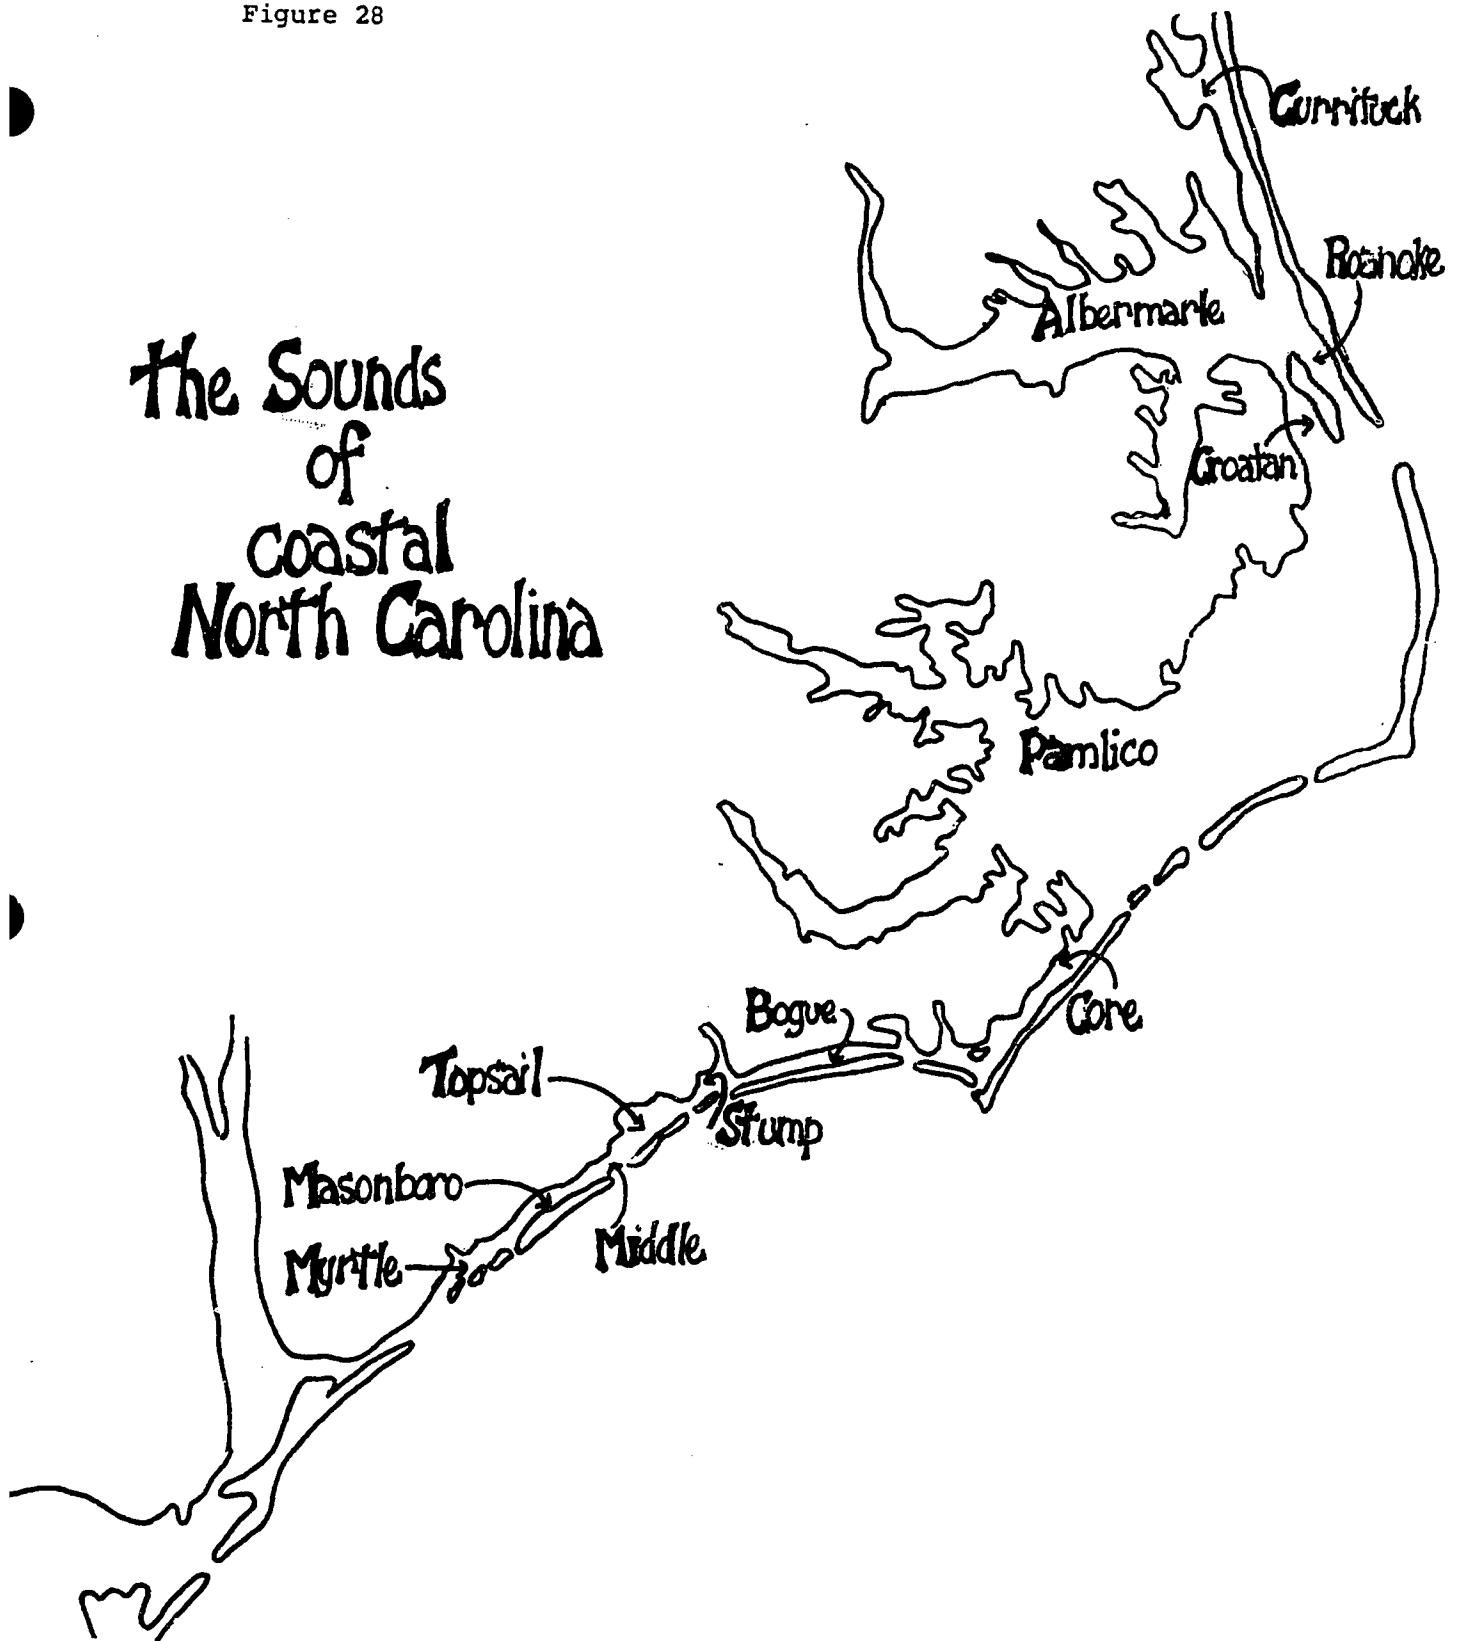 Figure 28
Currituck
Roanoke
Albermarle
the Sounds
of
coastal
North Carolina
Croatan
Pamlico
Bogue
Core
Topsail
Stump
Masonboro
Middle
Myrtle